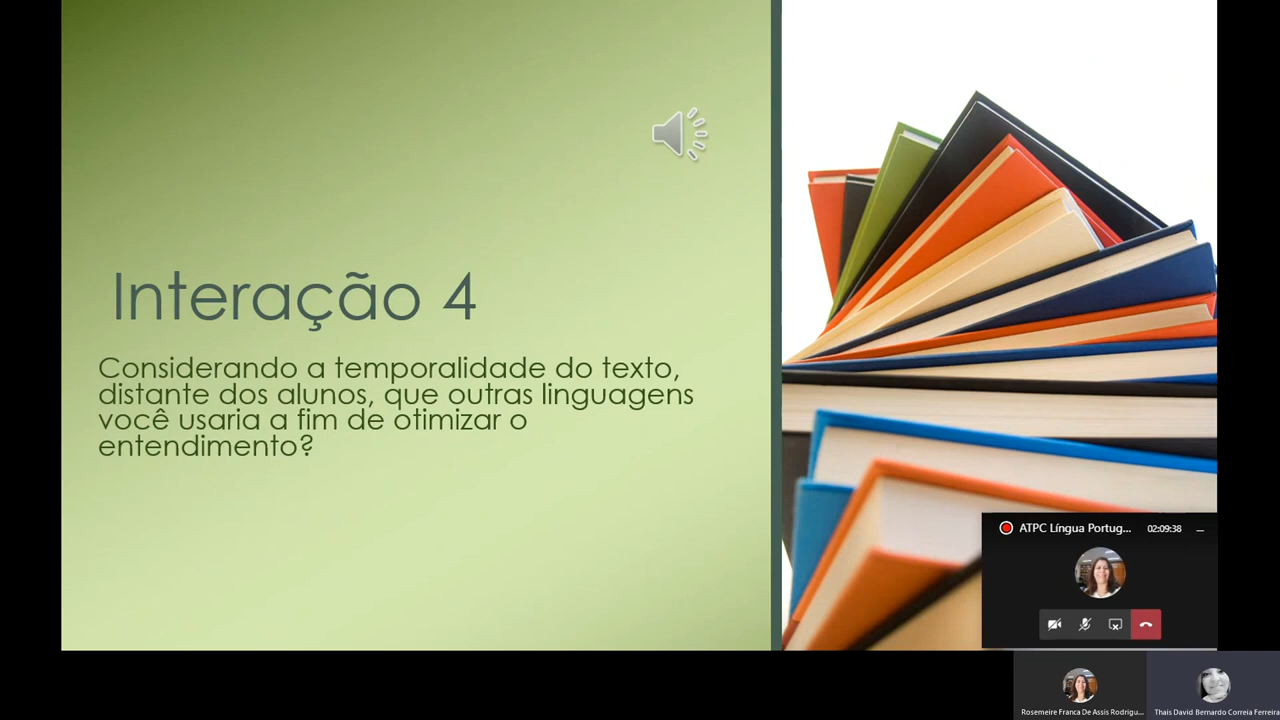 Interação 4
Considerando a temporalidade do texto,
distante dos alunos, que outras linguagens
você usaria a fim de otimizar o
entendimento?
ATPC Língua Portug... 02:09:38
Rosemeire Franca De Assis Rodrigu...
Thais David Bernardo Correia Ferreira